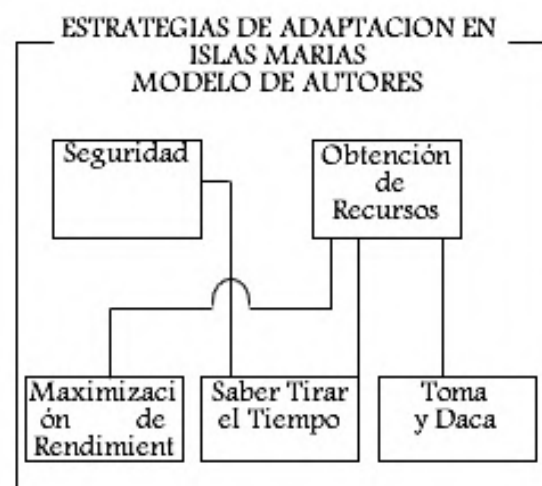 ESTRATEGIAS DE ADAPTACION EN
ISLAS MARIAS
MODELO DE AUTORES
Seguridad
Obtención
de
Recursos
Maximizaci
ón de
Rendimient
Saber Tirar
el Tiempo
Toma
y Daca